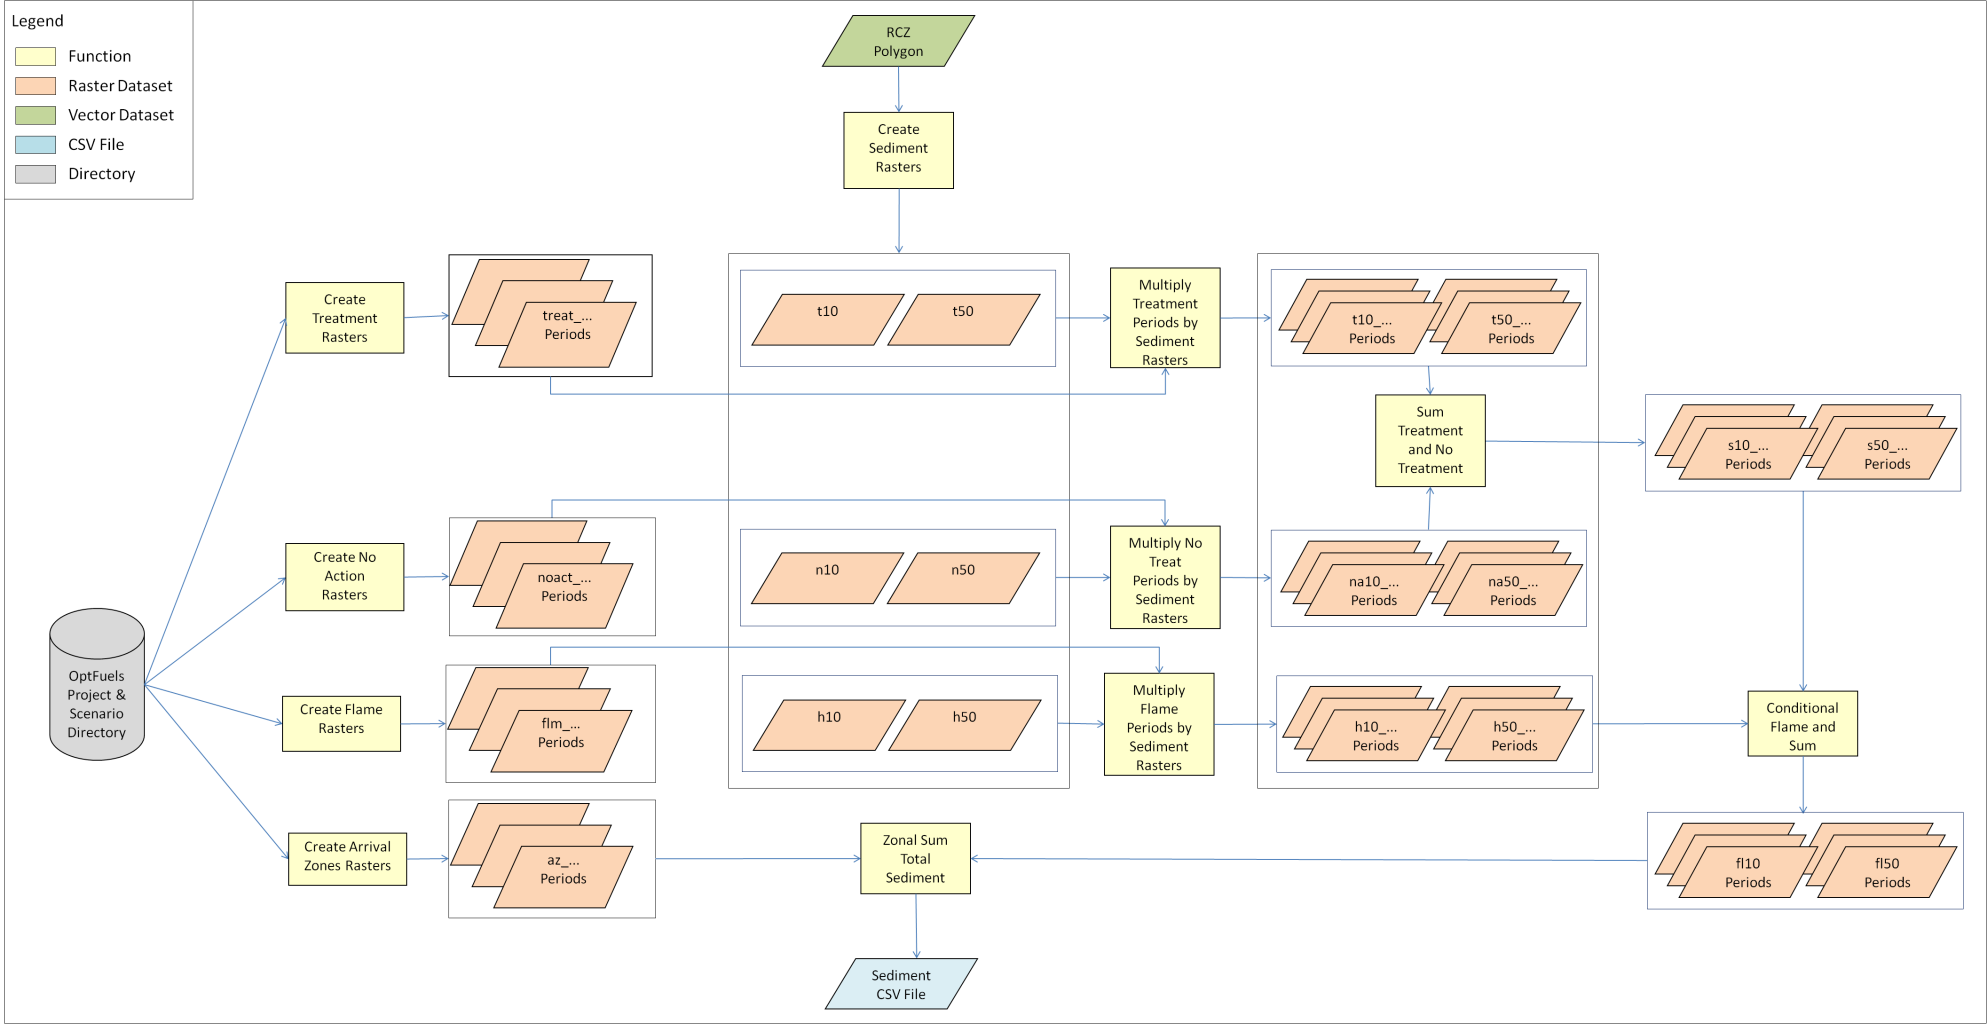 Legend
Function
Raster Dataset
Vector Dataset
CSV File
Directory
RCZ
Polygon
Create
Sediment
Rasters
Create
Treatment
Rasters
treat_...
Periods
t10
t50
Multiply
Treatment
Periods by
Sediment
Rasters
t10_...
Periods
t50_...
Periods
Sum
Treatment
and No
Treatment
s10_...
Periods
s50_...
Periods
Create No
Action
Rasters
noact_...
Periods
n10
n50
Multiply No
Treat
Periods by
Sediment
Rasters
na10_...
Periods
na50_...
Periods
OptFuels
Project &
Scenario
Directory
Create Flame
Rasters
flm_...
Periods
h10
h50
Multiply
Flame
Periods by
Sediment
Rasters
h10_...
Periods
h50_...
Periods
Conditional
Flame and
Sum
Create Arrival
Zones Rasters
az_...
Periods
Zonal Sum
Total
Sediment
fl10
Periods
fl50
Periods
Sediment
CSV File